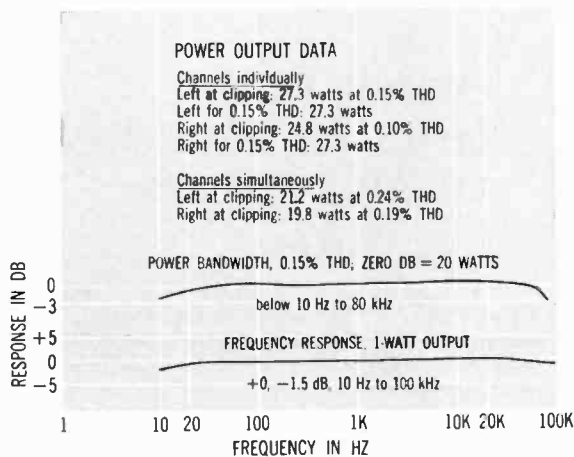 POWER OUTPUT DATA
Channels individually
Left at clipping: 27.3 watts at 0.15% THD
Left for 0.15% THD: 27.3 watts
Right at clipping: 24.8 watts at 0.10% THD
Right for 0.15% THD: 27.3 watts
Channels simultaneously
Left at clipping: 21.2 watts at 0.24% THD
Right at clipping: 19.8 watts at 0.19% THD
POWER BANDWIDTH, 0.15% THD; ZERO DB = 20 WATTS
0
-3
below 10 Hz to 80 kHz
+5
FREQUENCY RESPONSE, 1-WATT OUTPUT
0
-5
+0, -1.5 dB, 10 Hz to 100 kHz
RESPONSE IN DB
1 10 20 100 1K 10K 20K 100K
FREQUENCY IN HZ